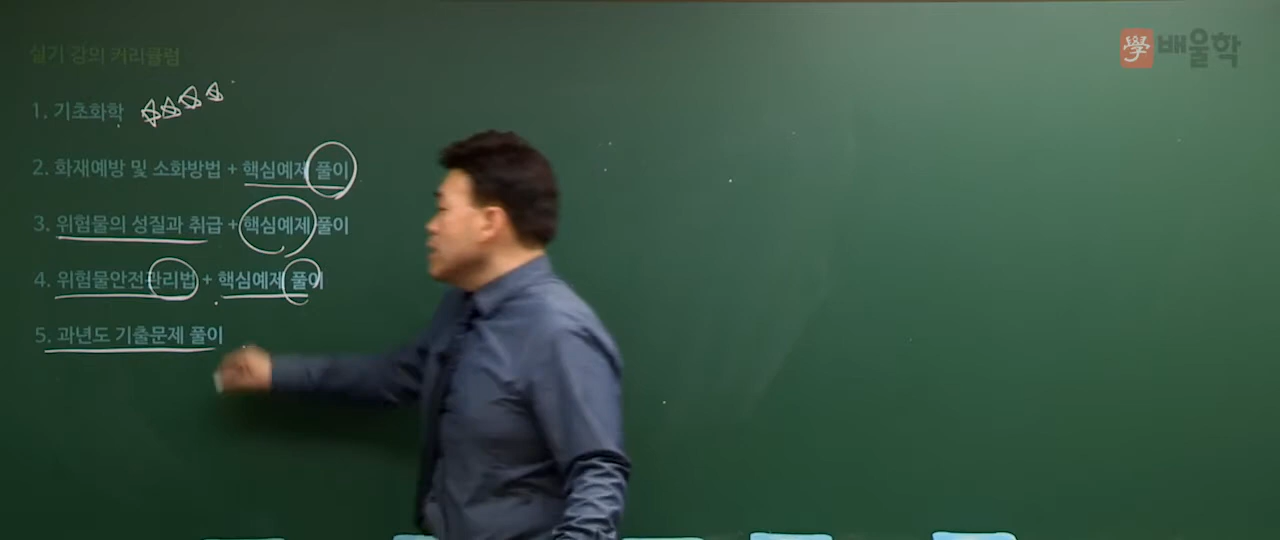 실기 강의 커리큘럼
學 배울학
1. 기초화학
2. 화재예방 및 소화방법 + 핵심예제 풀이
3. 위험물의 성질과 취급 + 핵심예제 풀이
4. 위험물안전관리법 + 핵심예제 풀이
5. 과년도 기출문제 풀이